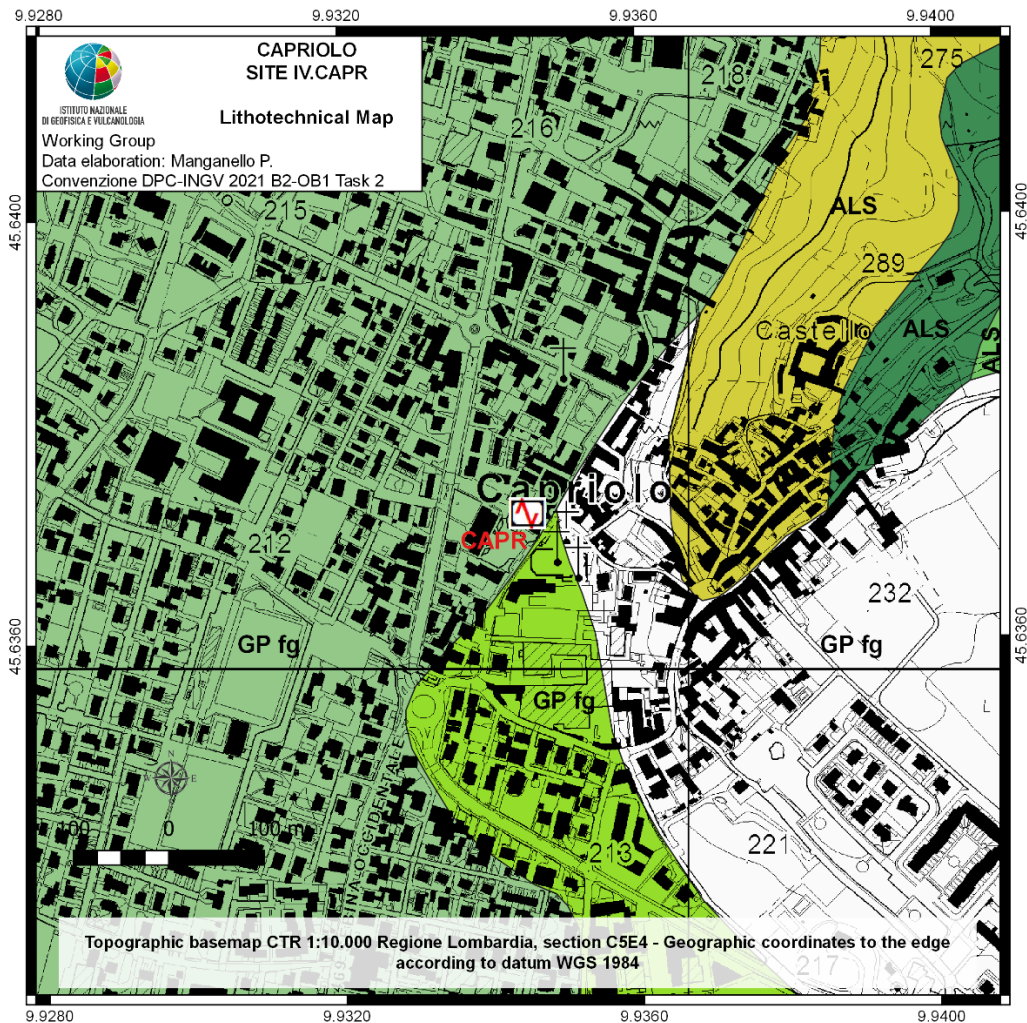 9.9280 9.9320 9.9360 9.9400
CAPRIOLO
SITE IV.CAPR
ISTITUTO NAZIONALE
DI GEOFISICA E VULCANOLOGIA
Lithotechnical Map
Working Group
Data elaboration: Manganello P.
Convenzione DPC-INGV 2021 B2-OB1 Task 2
275
218
216
215
45.6400
45.6400
ALS
289
Castello
ALS
ALS
Capriolo
CAPR
212
232
GP fg
GP fg
45.6360
45.6360
GP fg
N
E
100 0 100 m
OCCIDENTALE
213
221
Topographic basemap CTR 1:10.000 Regione Lombardia, section C5E4 - Geographic coordinates to the edge
according to datum WGS 1984
217
9.9280 9.9320 9.9360 9.9400